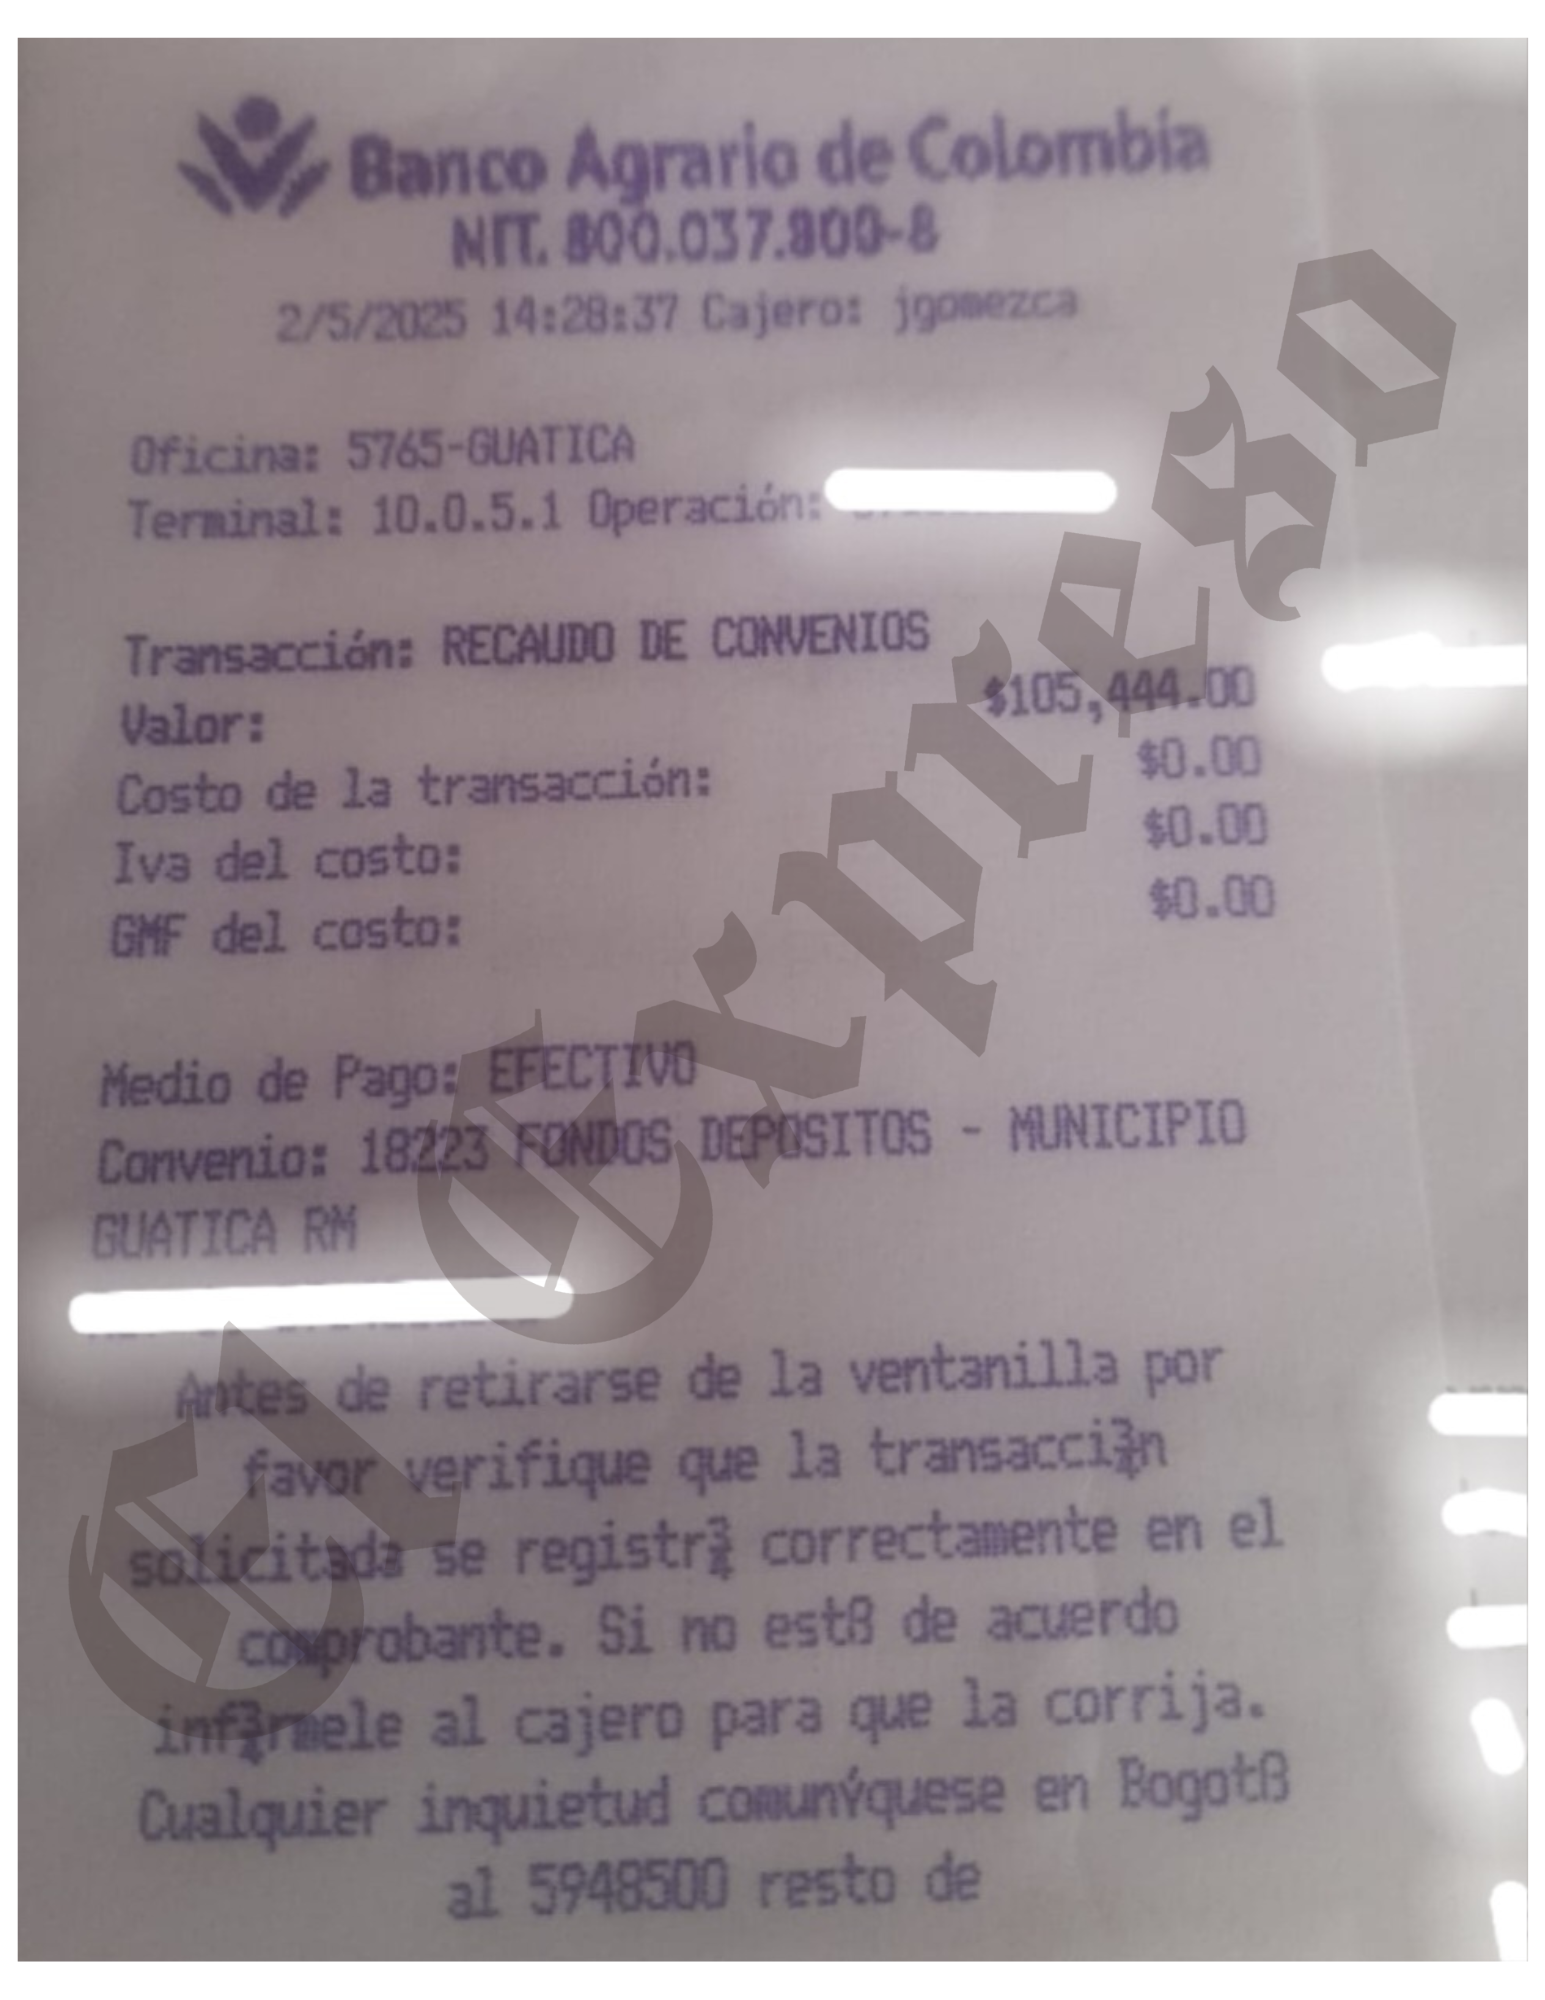 Banco Agrario de Colombia
NIT. 800.037.800-8
2/5/2025 14:28:37 Cajero: jgomezca
Oficina: 5765-GUATICA
Terminal: 10.0.5.1 Operación:
Transacción: RECAUDO DE CONVENIOS
Valor: $105,444.00
Costo de la transacción: $0.00
Iva del costo: $0.00
GMF del costo: $0.00
Medio de Pago: EFECTIVO
Convenio: 18223 FONDOS DEPOSITOS - MUNICIPIO
GUATICA RM
Antes de retirarse de la ventanilla por
favor verifique que la transacci¾n
solicitada se registr¾ correctamente en el
comprobante. Si no estß de acuerdo
inf¾rmele al cajero para que la corrija.
Cualquier inquietud comunÝquese en Bogotß
al 5948500 resto de
El Expreso